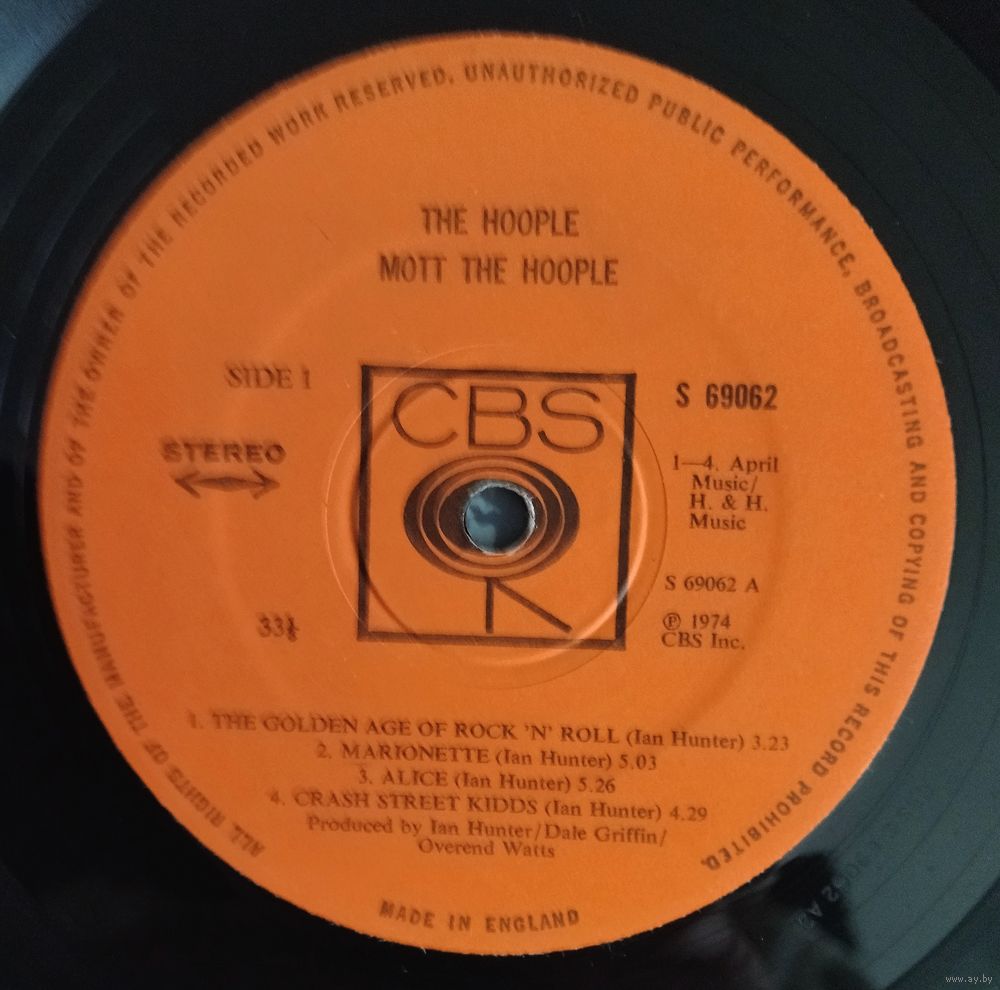 ALL RIGHTS OF THE MANUFACTURER AND OF THE OWNER OF THE RECORDED WORK RESERVED. UNAUTHORIZED PUBLIC PERFORMANCE, BROADCASTING AND COPYING OF THIS RECORD PROHIBITED.
THE HOOPLE
MOTT THE HOOPLE
SIDE 1
STEREO
33⅓
CBS
S 69062
1—4. April
Music/
H. & H.
Music
S 69062 A
℗ 1974
CBS Inc.
1. THE GOLDEN AGE OF ROCK 'N' ROLL (Ian Hunter) 3.23
2. MARIONETTE (Ian Hunter) 5.03
3. ALICE (Ian Hunter) 5.26
4. CRASH STREET KIDDS (Ian Hunter) 4.29
Produced by Ian Hunter/Dale Griffin/
Overend Watts
MADE IN ENGLAND
www.ay.by